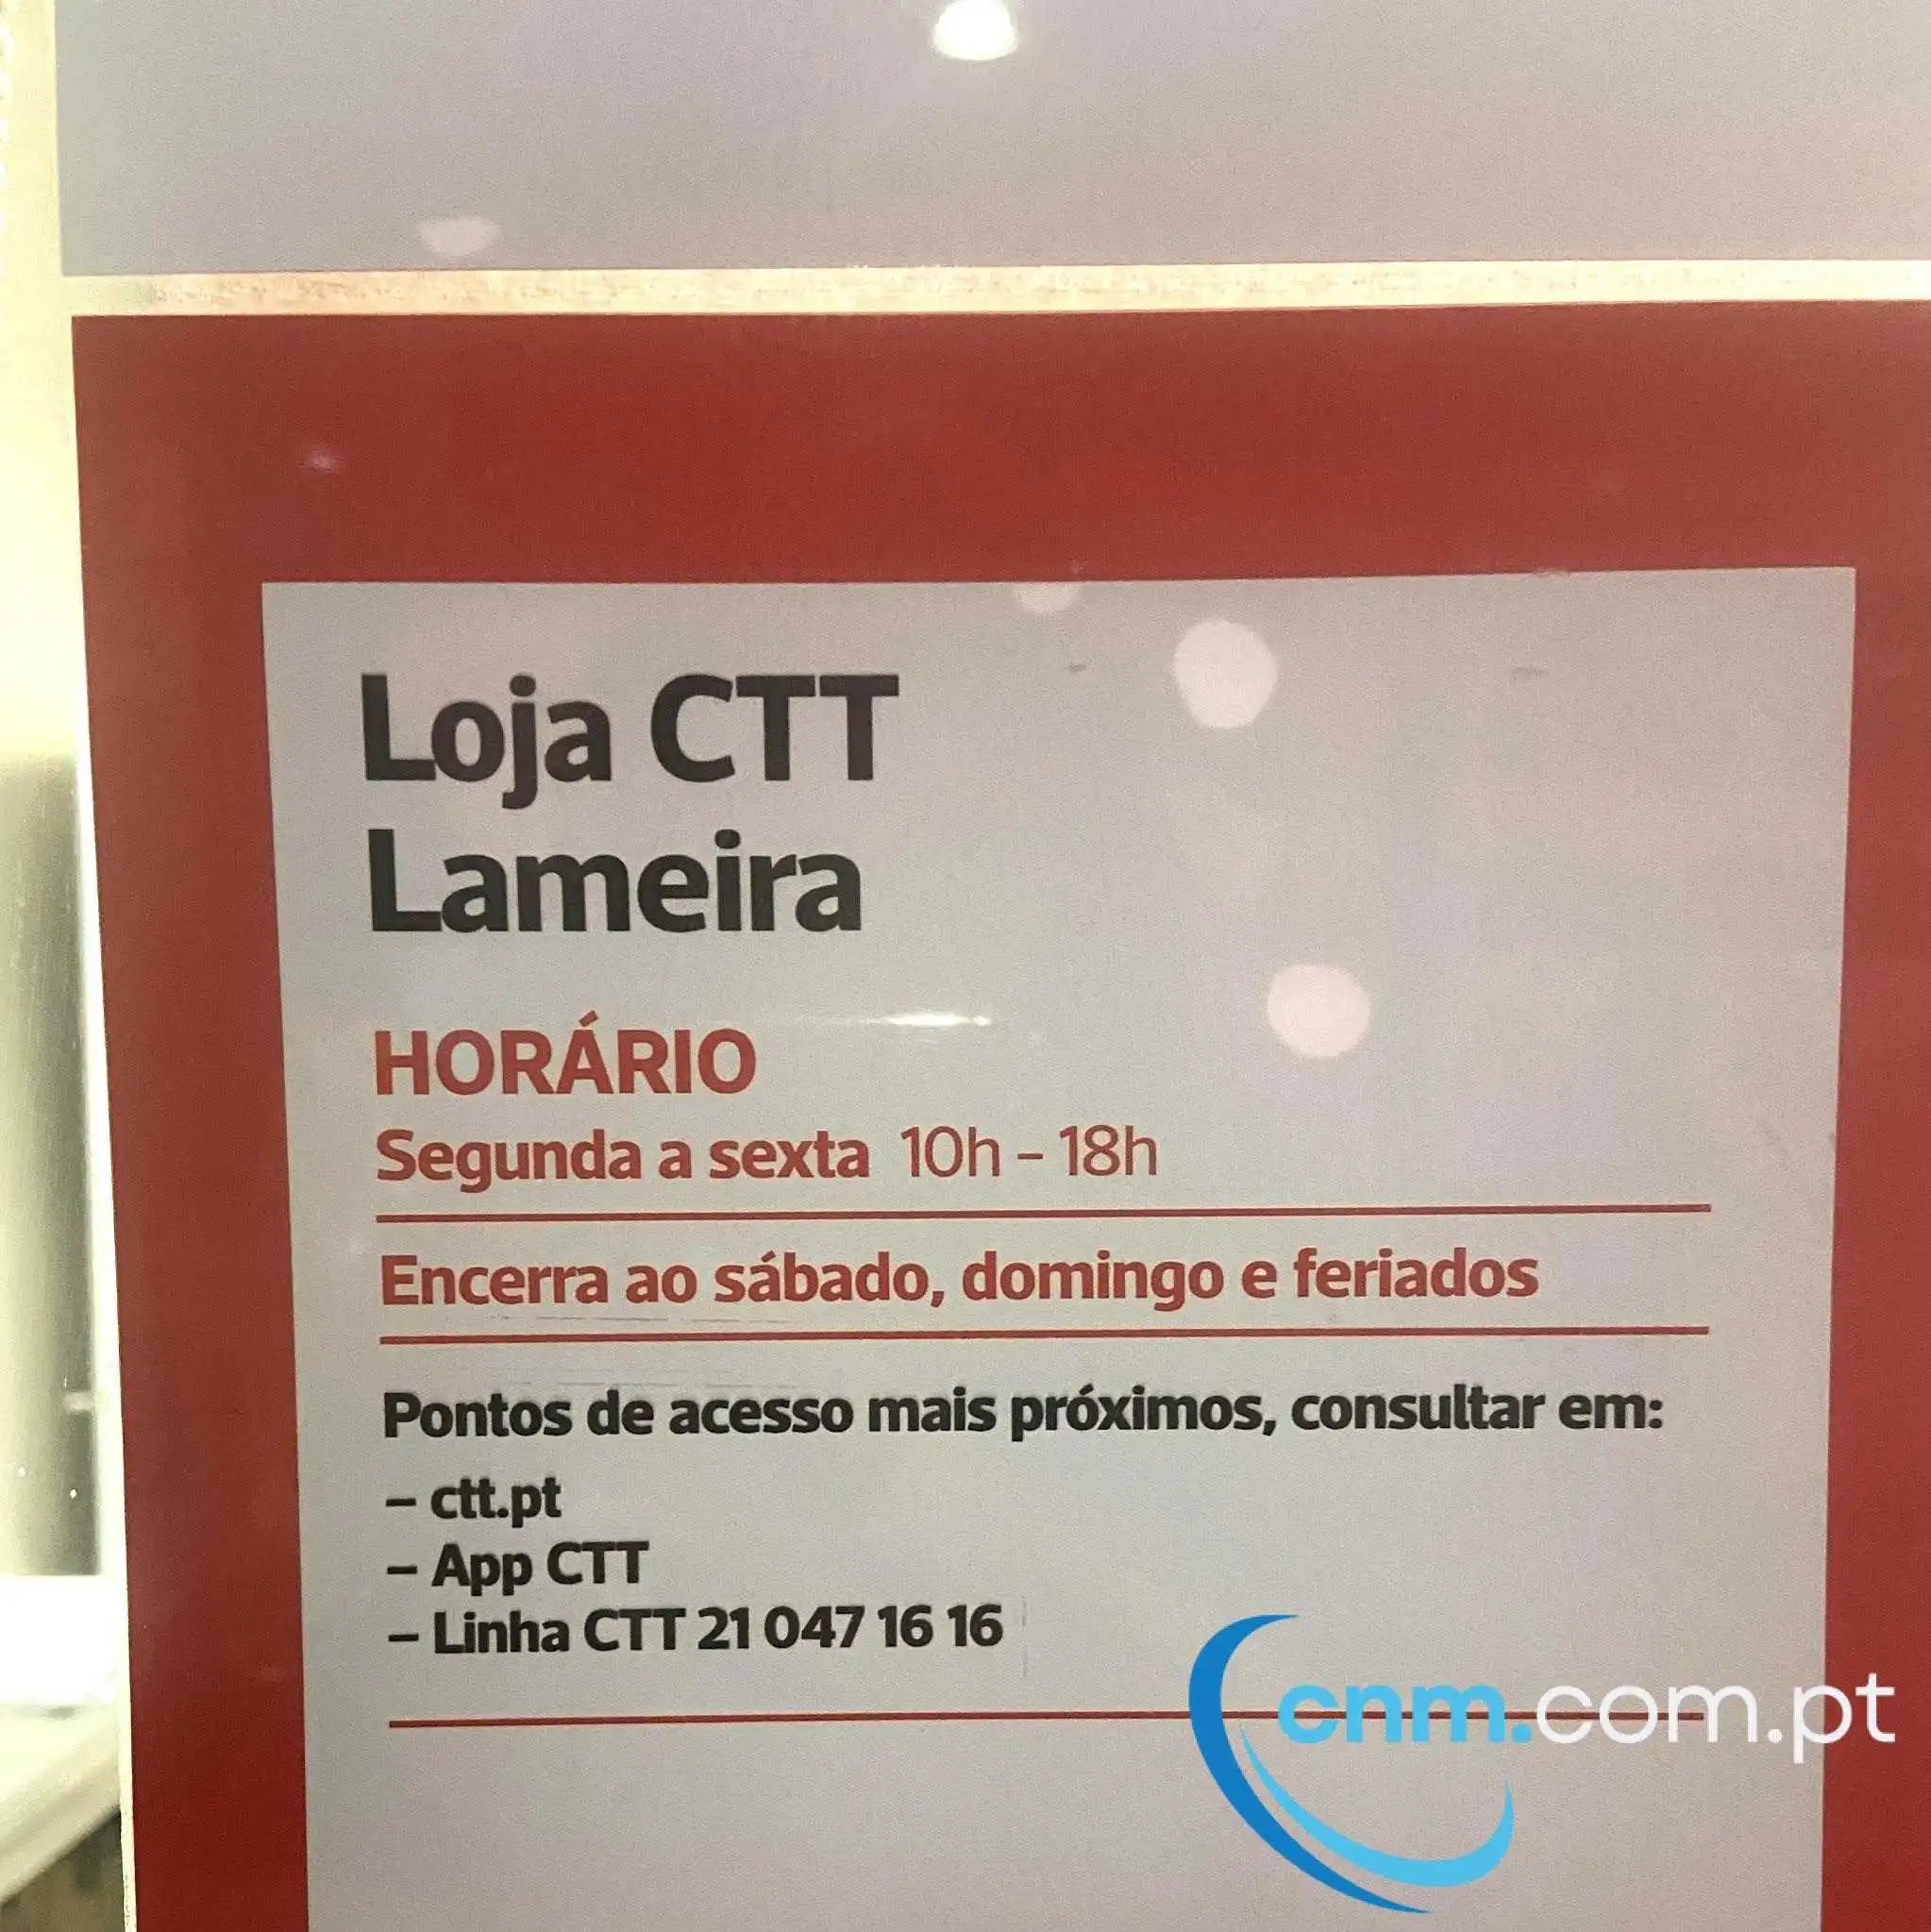 Loja CTT
Lameira
HORÁRIO
Segunda a sexta 10h – 18h
Encerra ao sábado, domingo e feriados
Pontos de acesso mais próximos, consultar em:
– ctt.pt
– App CTT
– Linha CTT 21 047 16 16
cnm.com.pt